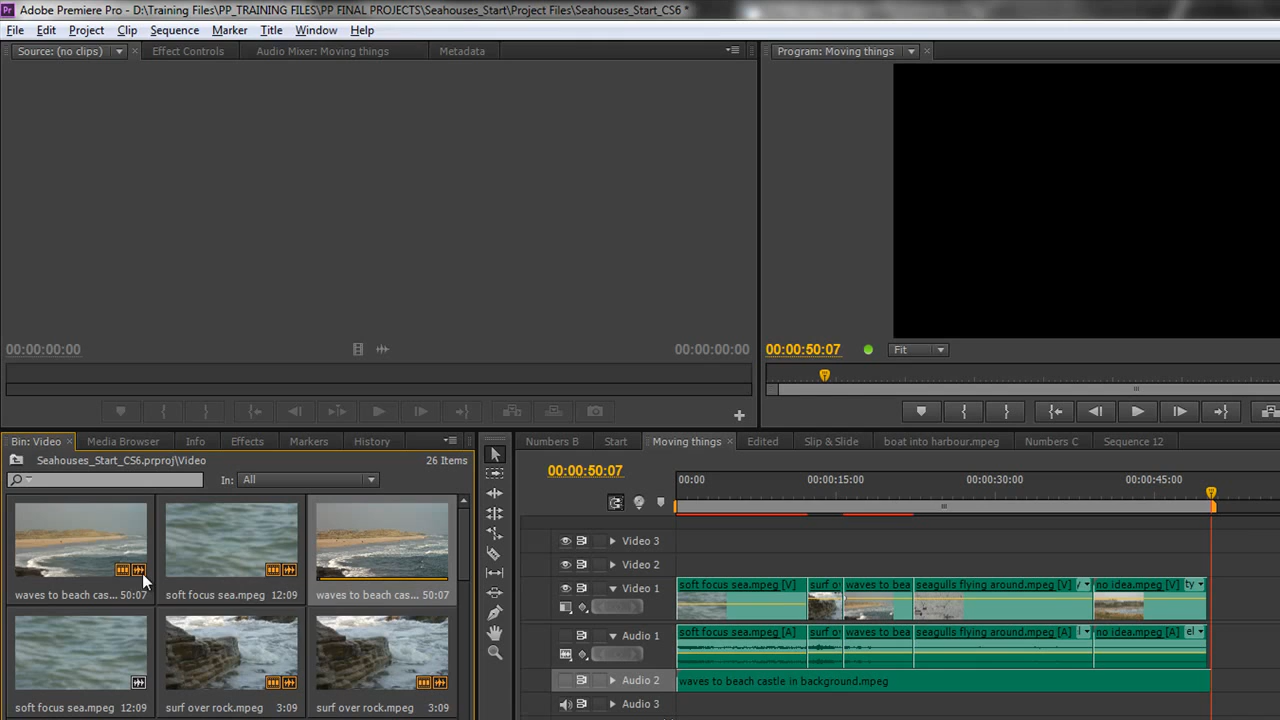 Pr Adobe Premiere Pro - D:\Training Files\PP_TRAINING FILES\PP FINAL PROJECTS\Seahouses_Start\Project Files\Seahouses_Start_CS6 *
File Edit Project Clip Sequence Marker Title Window Help
Source: (no clips) Effect Controls Audio Mixer: Moving things Metadata
Program: Moving things
00:00:00:00 00:00:00:00
00:00:50:07 Fit
Bin: Video Media Browser Info Effects Markers History
Seahouses_Start_CS6.prproj\Video 26 Items
In: All
waves to beach cas... 50:07 soft focus sea.mpeg 12:09 waves to beach cas... 50:07
soft focus sea.mpeg 12:09 surf over rock.mpeg 3:09 surf over rock.mpeg 3:09
Numbers B Start Moving things Edited Slip & Slide boat into harbour.mpeg Numbers C Sequence 12
00:00:50:07
00:00 00:00:15:00 00:00:30:00 00:00:45:00
Video 3
Video 2
Video 1 soft focus sea.mpeg [V] surf o waves to bea seagulls flying around.mpeg [V] no idea.mpeg [V] ty
Audio 1 soft focus sea.mpeg [A] surf o waves to bea seagulls flying around.mpeg [A] no idea.mpeg [A] el
Audio 2 waves to beach castle in background.mpeg
Audio 3